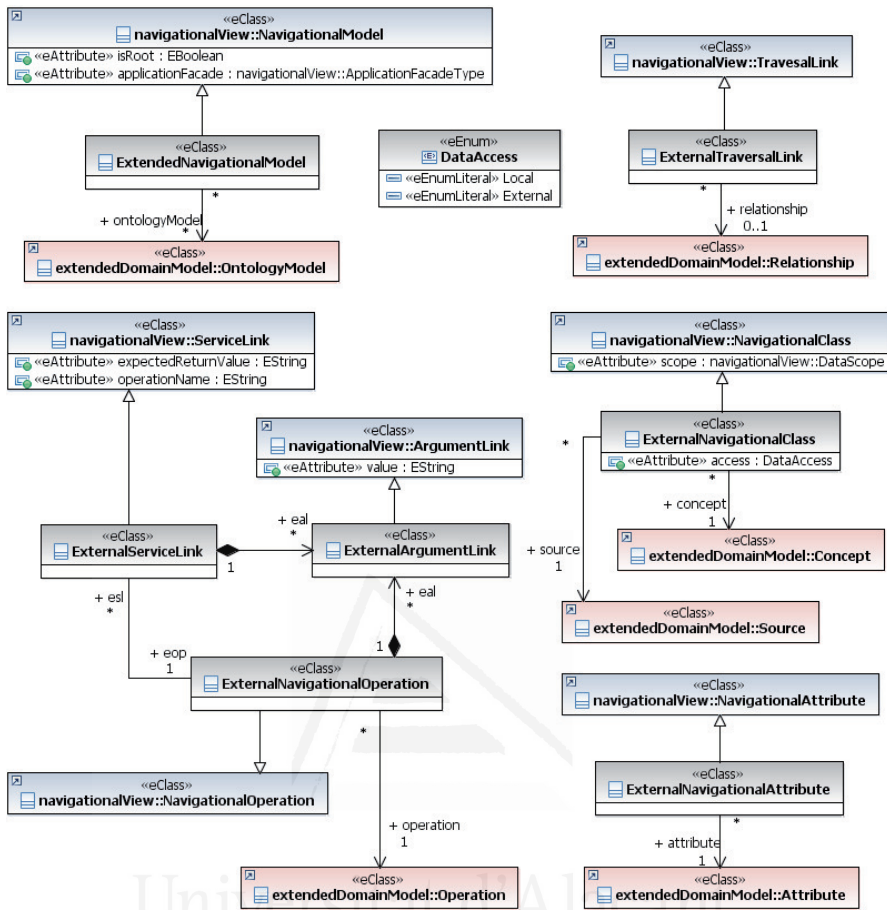 «eClass»
navigationalView::NavigationalModel
«eAttribute» isRoot : EBoolean
«eAttribute» applicationFacade : navigationalView::ApplicationFacadeType
«eClass»
navigationalView::TravesalLink
«eClass»
ExtendedNavigationalModel
*
+ ontologyModel
*
«eClass»
extendedDomainModel::OntologyModel
«eEnum»
DataAccess
«eEnumLiteral» Local
«eEnumLiteral» External
«eClass»
ExternalTraversalLink
*
+ relationship
0..1
«eClass»
extendedDomainModel::Relationship
«eClass»
navigationalView::ServiceLink
«eAttribute» expectedReturnValue : EString
«eAttribute» operationName : EString
«eClass»
navigationalView::NavigationalClass
«eAttribute» scope : navigationalView::DataScope
«eClass»
navigationalView::ArgumentLink
«eAttribute» value : EString
«eClass»
ExternalNavigationalClass
«eAttribute» access : DataAccess
*
*
+ concept
1
«eClass»
extendedDomainModel::Concept
+ source
1
«eClass»
extendedDomainModel::Source
«eClass»
ExternalServiceLink
1
+ eal
*
«eClass»
ExternalArgumentLink
+ esl
*
+ eal
*
+ eop
1
1
«eClass»
ExternalNavigationalOperation
*
«eClass»
navigationalView::NavigationalOperation
+ operation
1
«eClass»
extendedDomainModel::Operation
«eClass»
navigationalView::NavigationalAttribute
«eClass»
ExternalNavigationalAttribute
*
+ attribute
1
«eClass»
extendedDomainModel::Attribute